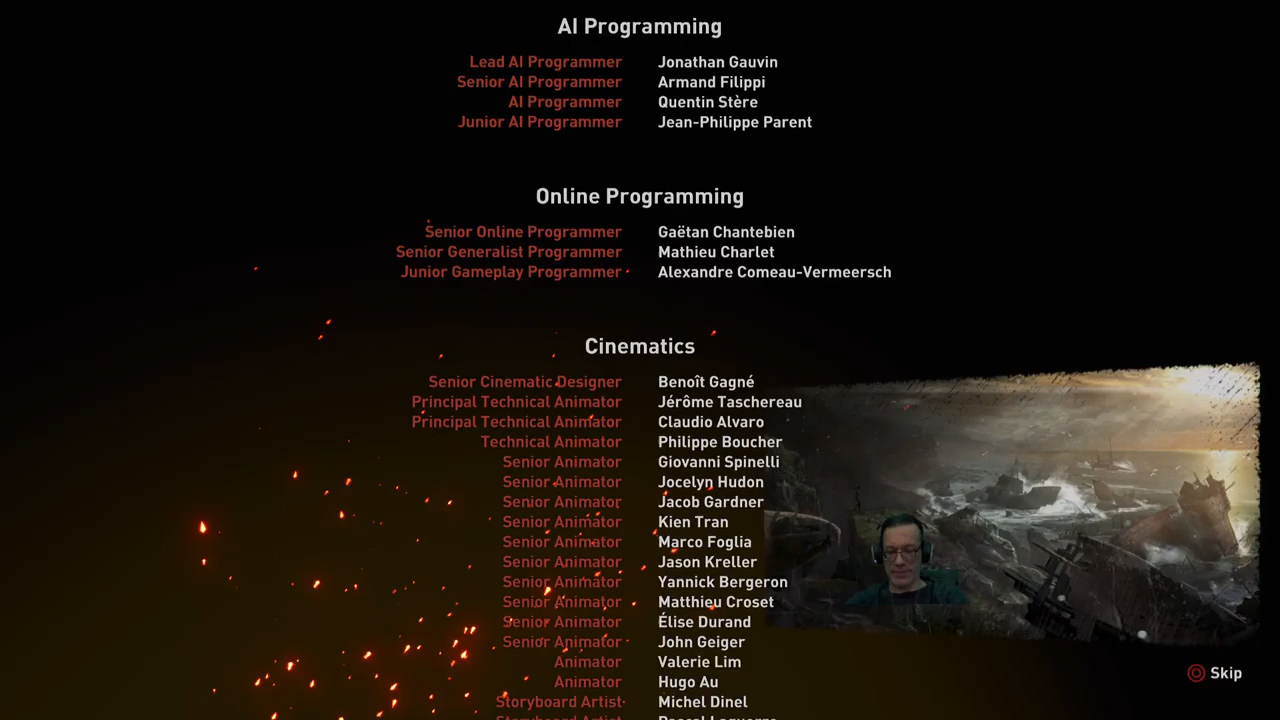 AI Programming
Lead AI Programmer Jonathan Gauvin
Senior AI Programmer Armand Filippi
AI Programmer Quentin Stère
Junior AI Programmer Jean-Philippe Parent
Online Programming
Senior Online Programmer Gaëtan Chantebien
Senior Generalist Programmer Mathieu Charlet
Junior Gameplay Programmer Alexandre Comeau-Vermeersch
Cinematics
Senior Cinematic Designer Benoît Gagné
Principal Technical Animator Jérôme Taschereau
Principal Technical Animator Claudio Alvaro
Technical Animator Philippe Boucher
Senior Animator Giovanni Spinelli
Senior Animator Jocelyn Hudon
Senior Animator Jacob Gardner
Senior Animator Kien Tran
Senior Animator Marco Foglia
Senior Animator Jason Kreller
Senior Animator Yannick Bergeron
Senior Animator Matthieu Croset
Senior Animator Élise Durand
Senior Animator John Geiger
Animator Valerie Lim
Animator Hugo Au
Storyboard Artist Michel Dinel
Storyboard Artist Pascal
Skip